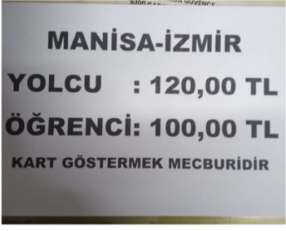 MANİSA-İZMİR
YOLCU : 120,00 TL
ÖĞRENCİ: 100,00 TL
KART GÖSTERMEK MECBURİDİR